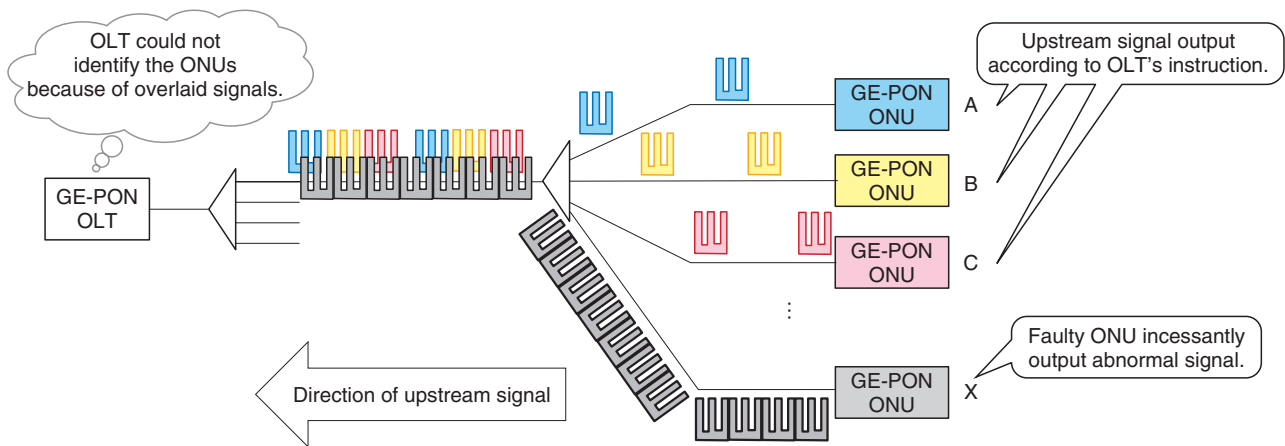 OLT could not
identify the ONUs
because of overlaid signals.
Upstream signal output
according to OLT's instruction.
GE-PON
ONU
A
GE-PON
ONU
B
GE-PON
OLT
GE-PON
ONU
C
...
Faulty ONU incessantly
output abnormal signal.
Direction of upstream signal
GE-PON
ONU
X